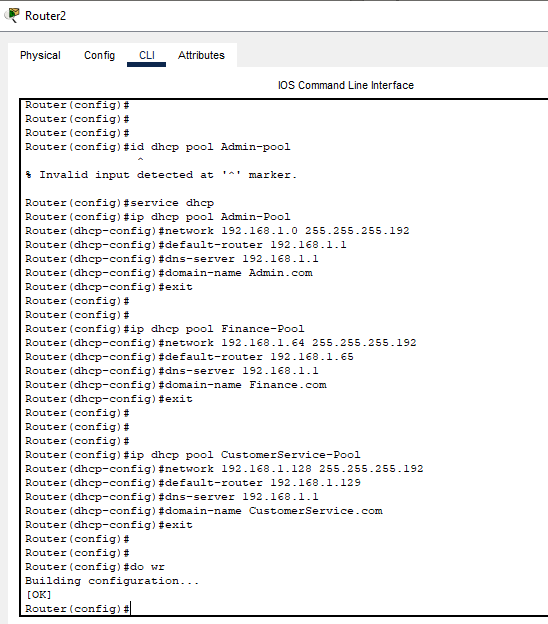 Router2
Physical Config CLI Attributes
IOS Command Line Interface
Router(config)#
Router(config)#
Router(config)#
Router(config)#id dhcp pool Admin-pool
^
% Invalid input detected at '^' marker.
Router(config)#service dhcp
Router(config)#ip dhcp pool Admin-Pool
Router(dhcp-config)#network 192.168.1.0 255.255.255.192
Router(dhcp-config)#default-router 192.168.1.1
Router(dhcp-config)#dns-server 192.168.1.1
Router(dhcp-config)#domain-name Admin.com
Router(dhcp-config)#exit
Router(config)#
Router(config)#
Router(config)#ip dhcp pool Finance-Pool
Router(dhcp-config)#network 192.168.1.64 255.255.255.192
Router(dhcp-config)#default-router 192.168.1.65
Router(dhcp-config)#dns-server 192.168.1.1
Router(dhcp-config)#domain-name Finance.com
Router(dhcp-config)#exit
Router(config)#
Router(config)#
Router(config)#
Router(config)#ip dhcp pool CustomerService-Pool
Router(dhcp-config)#network 192.168.1.128 255.255.255.192
Router(dhcp-config)#default-router 192.168.1.129
Router(dhcp-config)#dns-server 192.168.1.1
Router(dhcp-config)#domain-name CustomerService.com
Router(dhcp-config)#exit
Router(config)#
Router(config)#
Router(config)#do wr
Building configuration...
[OK]
Router(config)#